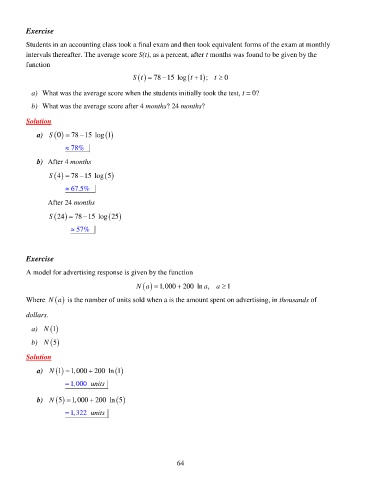 Exercise
Students in an accounting class took a final exam and then took equivalent forms of the exam at monthly
intervals thereafter. The average score S(t), as a percent, after t months was found to be given by the
function
S(t) = 78 − 15 log(t + 1); t ≥ 0
a) What was the average score when the students initially took the test, t = 0?
b) What was the average score after 4 months? 24 months?
Solution
a) S(0) = 78 − 15 log(1)
≈ 78%
b) After 4 months
S(4) = 78 − 15 log(5)
≈ 67.5%
After 24 months
S(24) = 78 − 15 log(25)
≈ 57%
Exercise
A model for advertising response is given by the function
N(a) = 1,000 + 200 ln a, a ≥ 1
Where N(a) is the number of units sold when a is the amount spent on advertising, in thousands of
dollars.
a) N(1)
b) N(5)
Solution
a) N(1) = 1,000 + 200 ln(1)
= 1,000 units
b) N(5) = 1,000 + 200 ln(5)
= 1,322 units
64